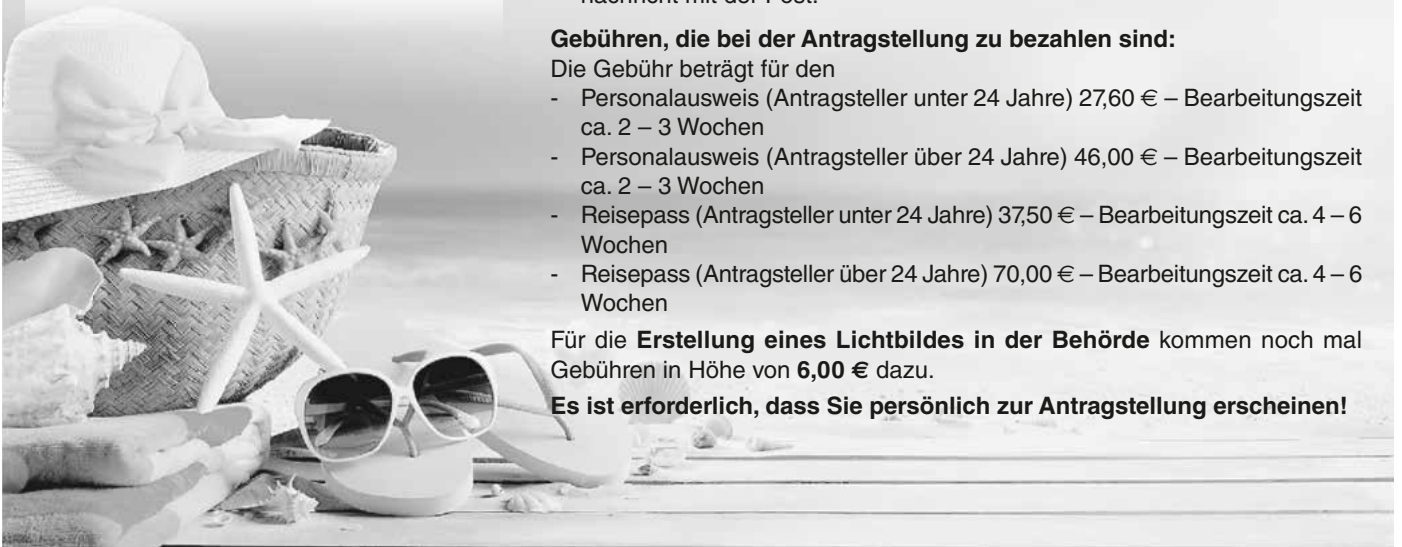 nachricht mit der Post.
Gebühren, die bei der Antragstellung zu bezahlen sind:
Die Gebühr beträgt für den
- Personalausweis (Antragsteller unter 24 Jahre) 27,60 € – Bearbeitungszeit
ca. 2 – 3 Wochen
- Personalausweis (Antragsteller über 24 Jahre) 46,00 € – Bearbeitungszeit
ca. 2 – 3 Wochen
- Reisepass (Antragsteller unter 24 Jahre) 37,50 € – Bearbeitungszeit ca. 4 – 6
Wochen
- Reisepass (Antragsteller über 24 Jahre) 70,00 € – Bearbeitungszeit ca. 4 – 6
Wochen
Für die Erstellung eines Lichtbildes in der Behörde kommen noch mal
Gebühren in Höhe von 6,00 € dazu.
Es ist erforderlich, dass Sie persönlich zur Antragstellung erscheinen!